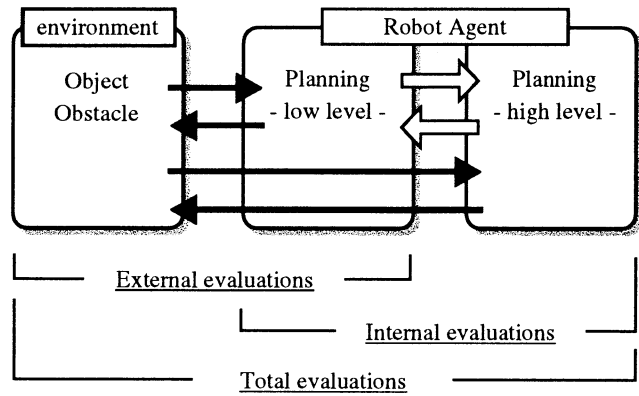 environment
Robot Agent
Object
Obstacle
Planning
- low level -
Planning
- high level -
External evaluations
Internal evaluations
Total evaluations